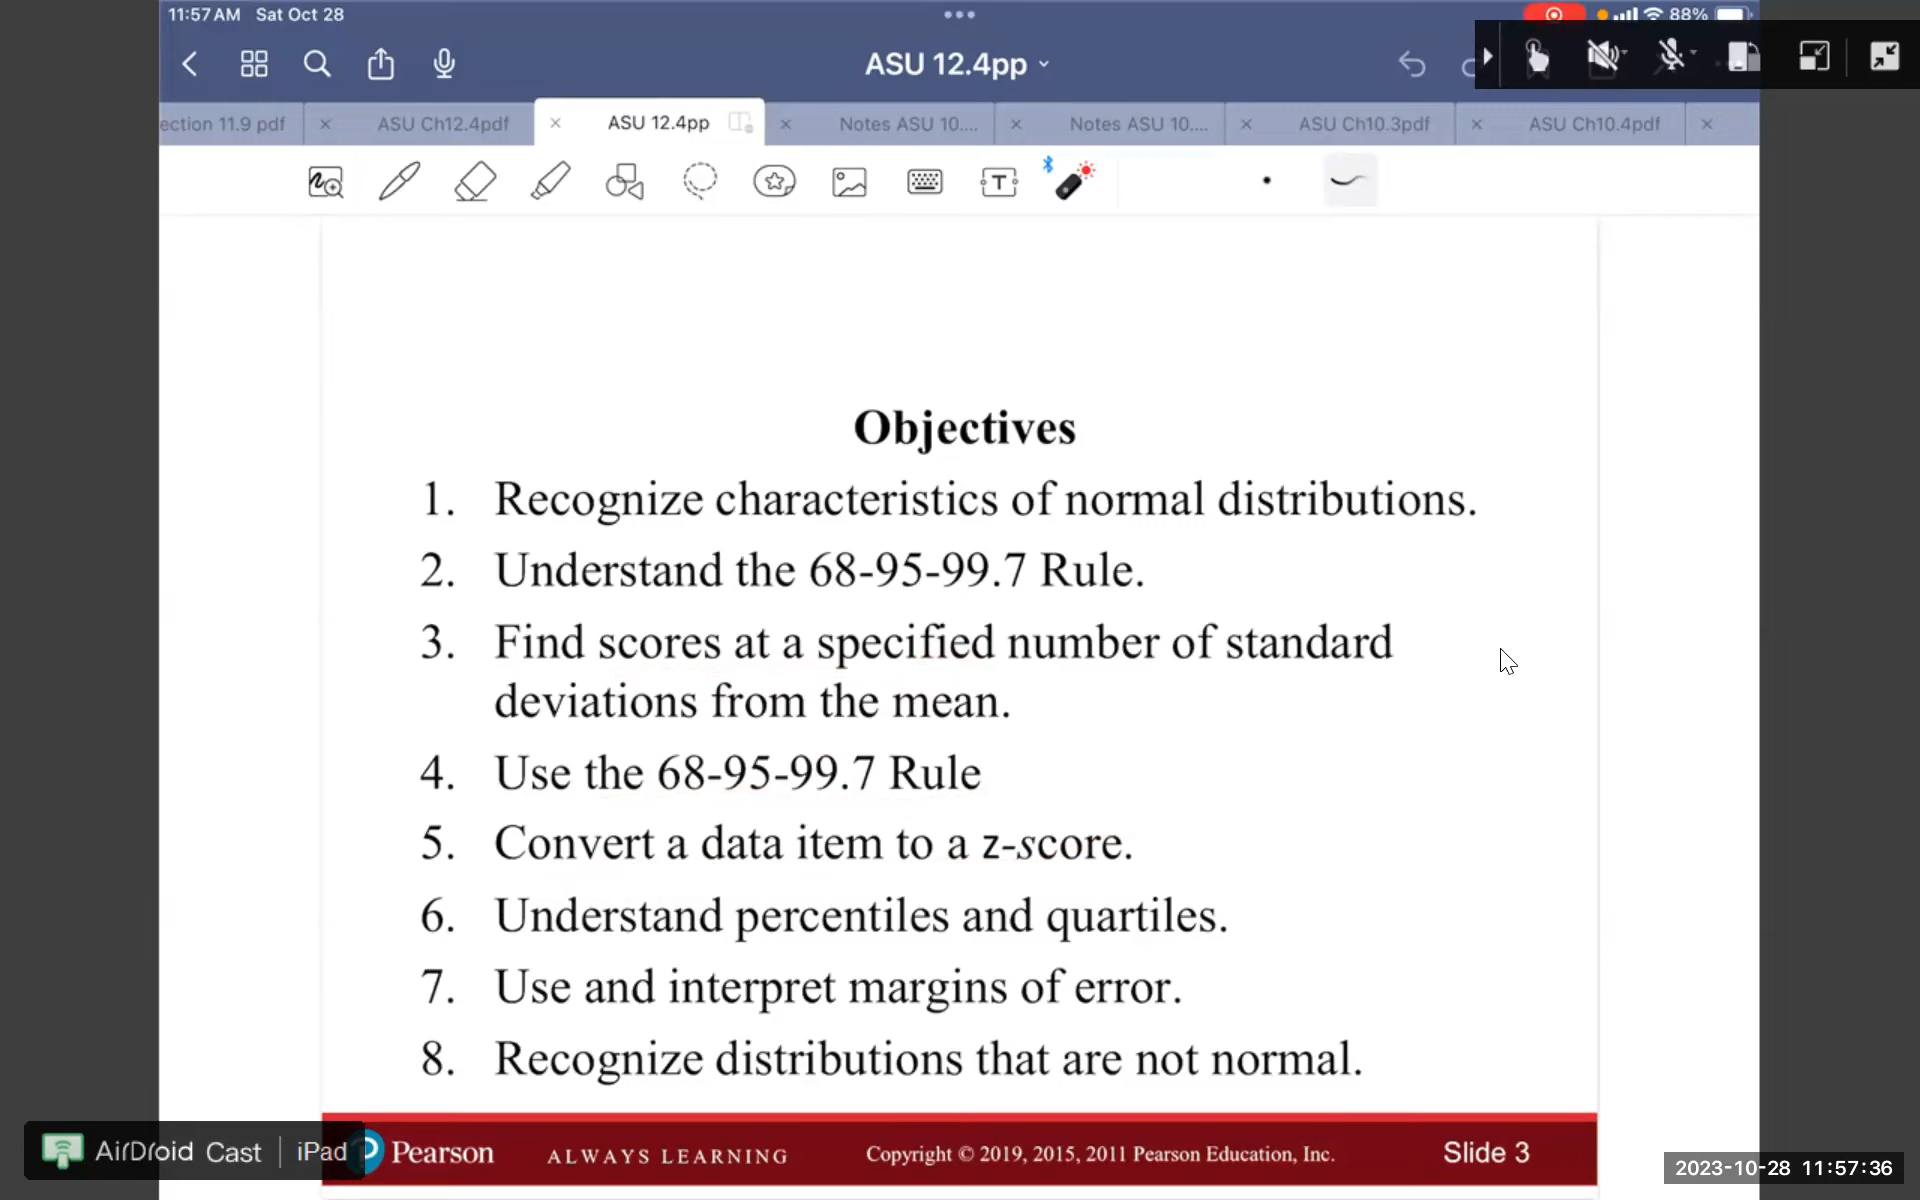 11:57 AM Sat Oct 28
88%
ASU 12.4pp
ection 11.9 pdf
ASU Ch12.4pdf
ASU 12.4pp
Notes ASU 10....
Notes ASU 10....
ASU Ch10.3pdf
ASU Ch10.4pdf
T
Objectives
1. Recognize characteristics of normal distributions.
2. Understand the 68-95-99.7 Rule.
3. Find scores at a specified number of standard
deviations from the mean.
4. Use the 68-95-99.7 Rule
5. Convert a data item to a z-score.
6. Understand percentiles and quartiles.
7. Use and interpret margins of error.
8. Recognize distributions that are not normal.
AirDroid Cast | iPad
Pearson
ALWAYS LEARNING
Copyright © 2019, 2015, 2011 Pearson Education, Inc.
Slide 3
2023-10-28 11:57:36